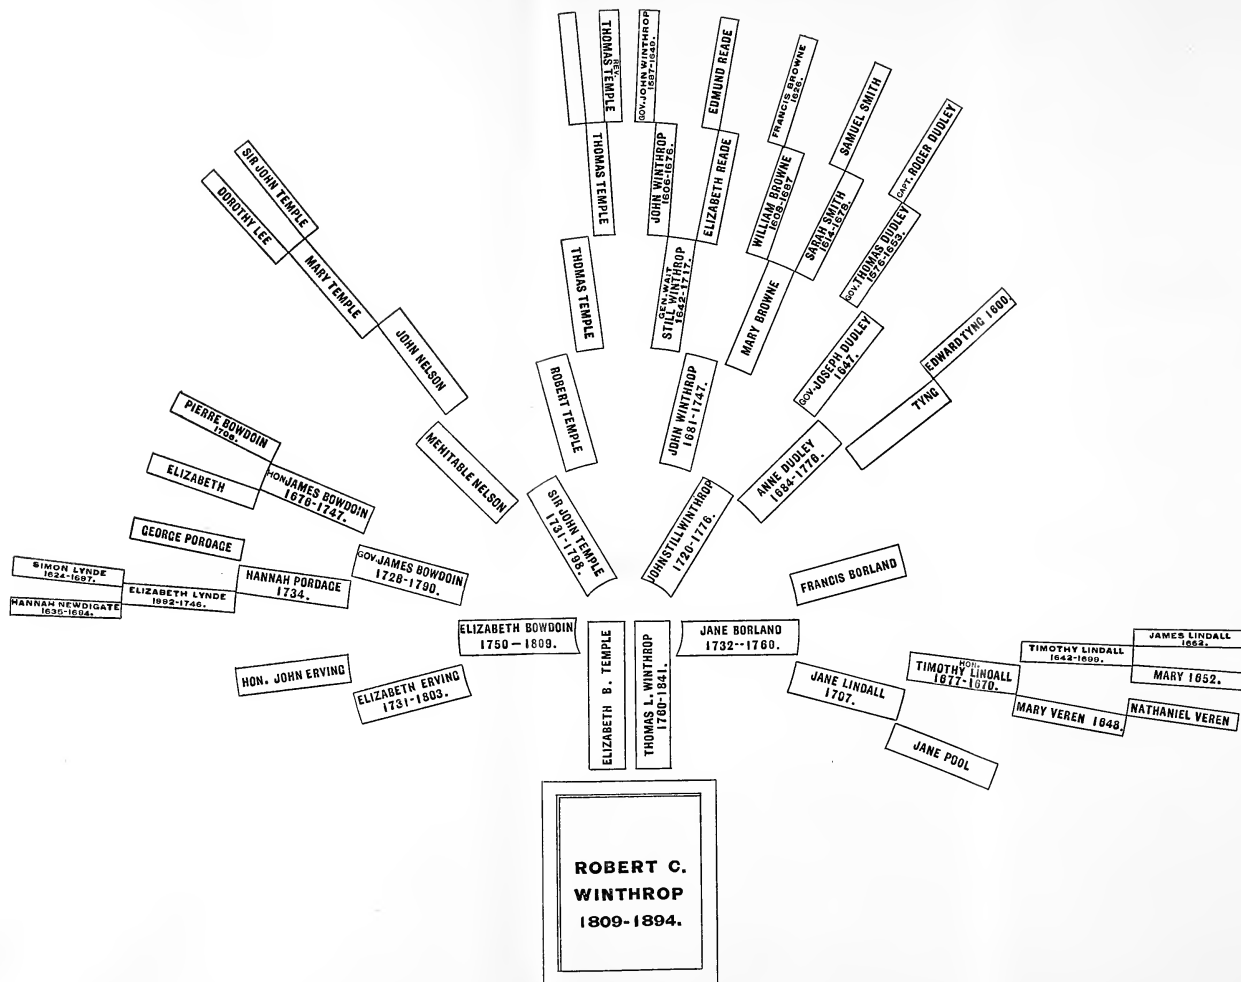 REV.
THOMAS TEMPLE
GOV. JOHN WINTHROP
1587-1649.
EDMUND READE
FRANCIS BROWNE
1626.
SAMUEL SMITH
CAPT. ROGER DUDLEY
THOMAS TEMPLE
JOHN WINTHROP
1606-1676.
ELIZABETH READE
WILLIAM BROWNE
1608-1687
SARAH SMITH
1614-1678.
GOV. THOMAS DUDLEY
1576-1653.
SIR JOHN TEMPLE
DOROTHY LEE
MARY TEMPLE
JOHN NELSON
THOMAS TEMPLE
GEN. WAIT
STILL WINTHROP
1642-1717.
MARY BROWNE
GOV. JOSEPH DUDLEY
1647.
EDWARD TYNG 1600.
TYNG
ROBERT TEMPLE
JOHN WINTHROP
1681-1747.
ANNE DUDLEY
1684-1776.
MEHITABLE NELSON
SIR JOHN TEMPLE
1731-1798.
JOHN STILL WINTHROP
1720-1776.
PIERRE BOWDOIN
1706.
ELIZABETH
HON JAMES BOWDOIN
1676-1747.
GEORGE PORDAGE
GOV. JAMES BOWDOIN
1728-1790.
SIMON LYNDE
1624-1687.
HANNAH NEWDIGATE
1635-1684.
ELIZABETH LYNDE
1692-1746.
HANNAH PORDAGE
1734.
FRANCIS BORLAND
ELIZABETH BOWDOIN
1750-1809.
ELIZABETH B. TEMPLE
THOMAS L. WINTHROP
1760-1841.
JANE BORLAND
1732--1760.
HON. JOHN ERVING
ELIZABETH ERVING
1731-1803.
JANE LINDALL
1707.
HON.
TIMOTHY LINDALL
1677-1670.
TIMOTHY LINDALL
1642-1699.
JAMES LINDALL
1662.
MARY 1652.
MARY VEREN 1648.
NATHANIEL VEREN
JANE POOL
ROBERT C.
WINTHROP
1809-1894.